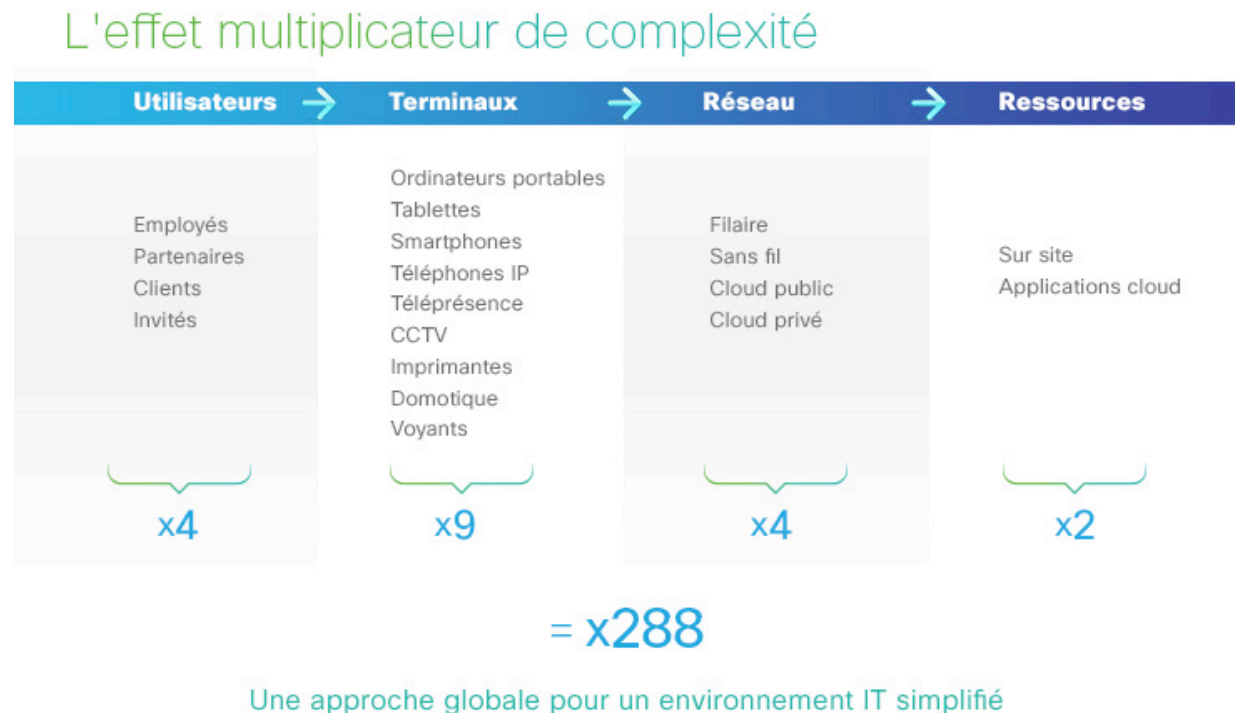 L'effet multiplicateur de complexité
Utilisateurs → Terminaux → Réseau → Ressources
Employés
Partenaires
Clients
Invités
x4
Ordinateurs portables
Tablettes
Smartphones
Téléphones IP
Téléprésence
CCTV
Imprimantes
Domotique
Voyants
x9
Filaire
Sans fil
Cloud public
Cloud privé
x4
Sur site
Applications cloud
x2
= x288
Une approche globale pour un environnement IT simplifié